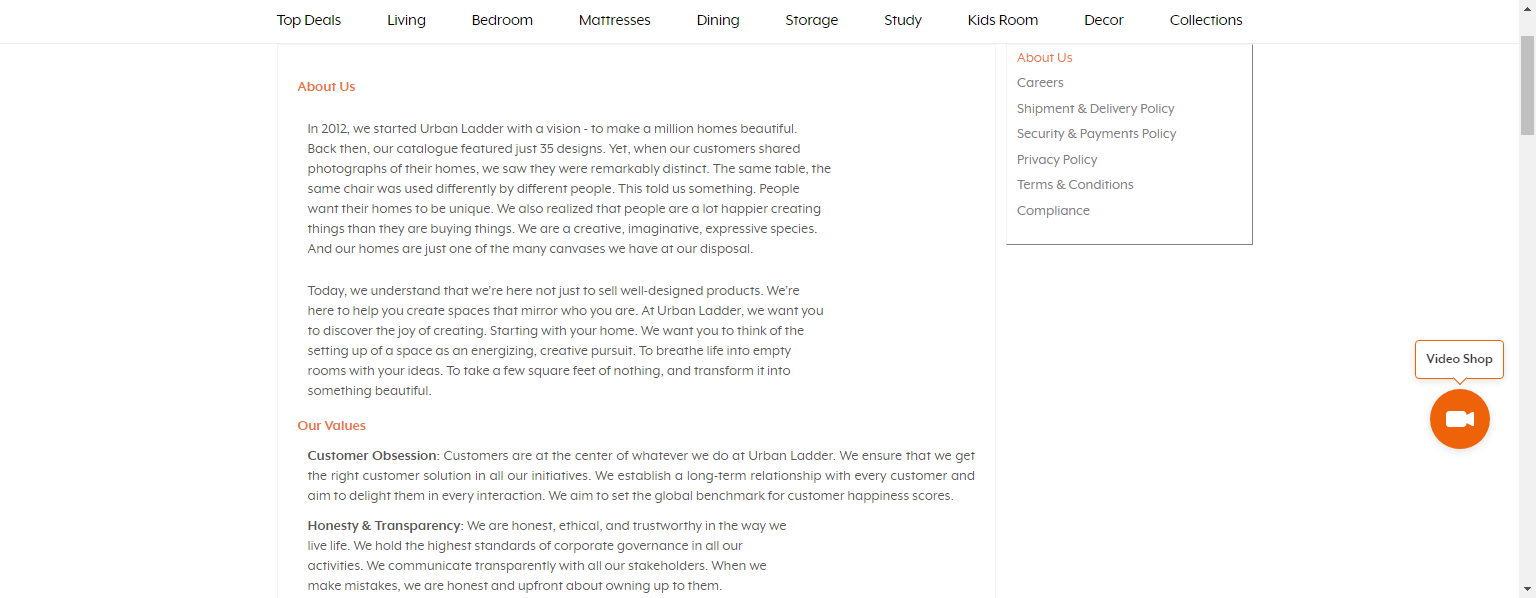 Top Deals Living Bedroom Mattresses Dining Storage Study Kids Room Decor Collections
About Us
In 2012, we started Urban Ladder with a vision - to make a million homes beautiful.
Back then, our catalogue featured just 35 designs. Yet, when our customers shared
photographs of their homes, we saw they were remarkably distinct. The same table, the
same chair was used differently by different people. This told us something. People
want their homes to be unique. We also realized that people are a lot happier creating
things than they are buying things. We are a creative, imaginative, expressive species.
And our homes are just one of the many canvases we have at our disposal.
Today, we understand that we're here not just to sell well-designed products. We're
here to help you create spaces that mirror who you are. At Urban Ladder, we want you
to discover the joy of creating. Starting with your home. We want you to think of the
setting up of a space as an energizing, creative pursuit. To breathe life into empty
rooms with your ideas. To take a few square feet of nothing, and transform it into
something beautiful.
Our Values
Customer Obsession: Customers are at the center of whatever we do at Urban Ladder. We ensure that we get
the right customer solution in all our initiatives. We establish a long-term relationship with every customer and
aim to delight them in every interaction. We aim to set the global benchmark for customer happiness scores.
Honesty & Transparency: We are honest, ethical, and trustworthy in the way we
live life. We hold the highest standards of corporate governance in all our
activities. We communicate transparently with all our stakeholders. When we
make mistakes, we are honest and upfront about owning up to them.
About Us
Careers
Shipment & Delivery Policy
Security & Payments Policy
Privacy Policy
Terms & Conditions
Compliance
Video Shop